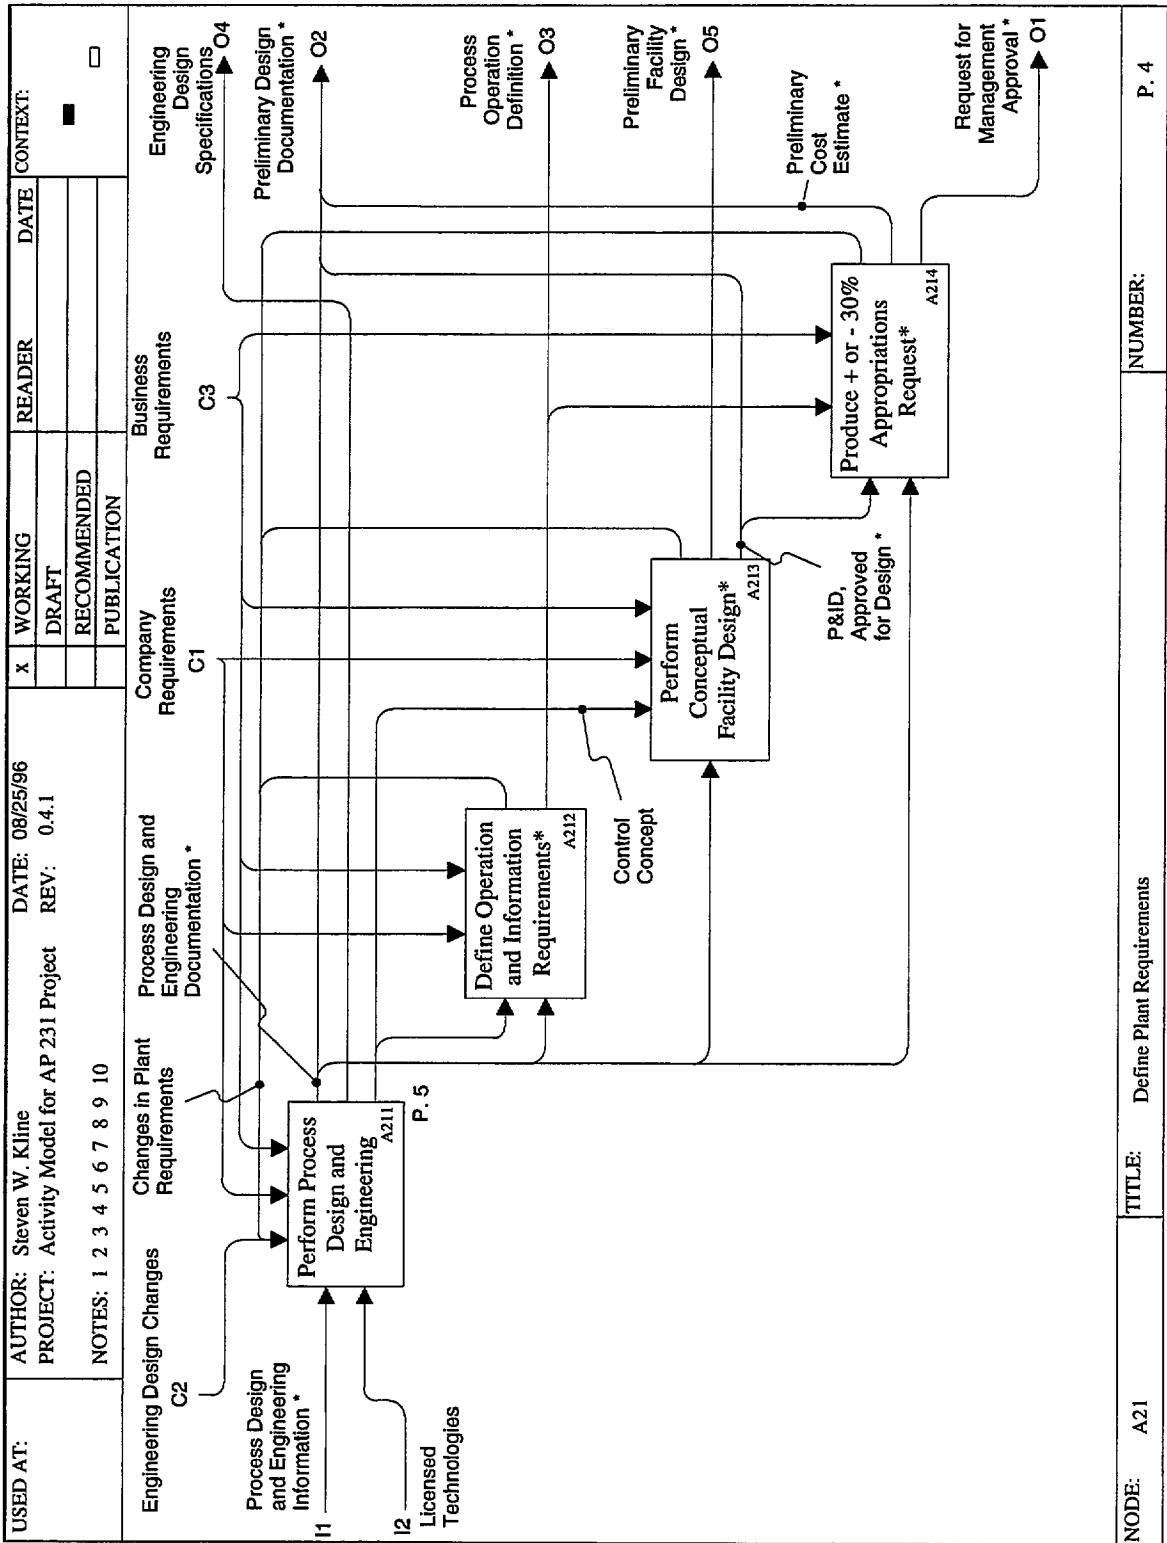 USED AT:
AUTHOR: Steven W. Kline
DATE: 08/25/96
PROJECT: Activity Model for AP 231 Project
REV: 0.4.1
NOTES: 1 2 3 4 5 6 7 8 9 10
X WORKING
DRAFT
RECOMMENDED
PUBLICATION
READER
DATE
CONTEXT:
Engineering Design Changes
C2
Changes in Plant
Requirements
Process Design and
Engineering
Documentation *
Company
Requirements
C1
Business
Requirements
C3
Engineering
Design
Specifications
O4
Preliminary Design
Documentation *
O2
Process
Operation
Definition *
O3
Preliminary
Facility
Design *
O5
Preliminary
Cost
Estimate *
Request for
Management
Approval *
O1
Process Design
and Engineering
Information *
I1
I2
Licensed
Technologies
Perform Process
Design and
Engineering
A211
P. 5
Define Operation
and Information
Requirements*
A212
Control
Concept
Perform
Conceptual
Facility Design*
A213
P&ID,
Approved
for Design *
Produce + or - 30%
Appropriations
Request*
A214
NODE: A21
TITLE: Define Plant Requirements
NUMBER:
P. 4